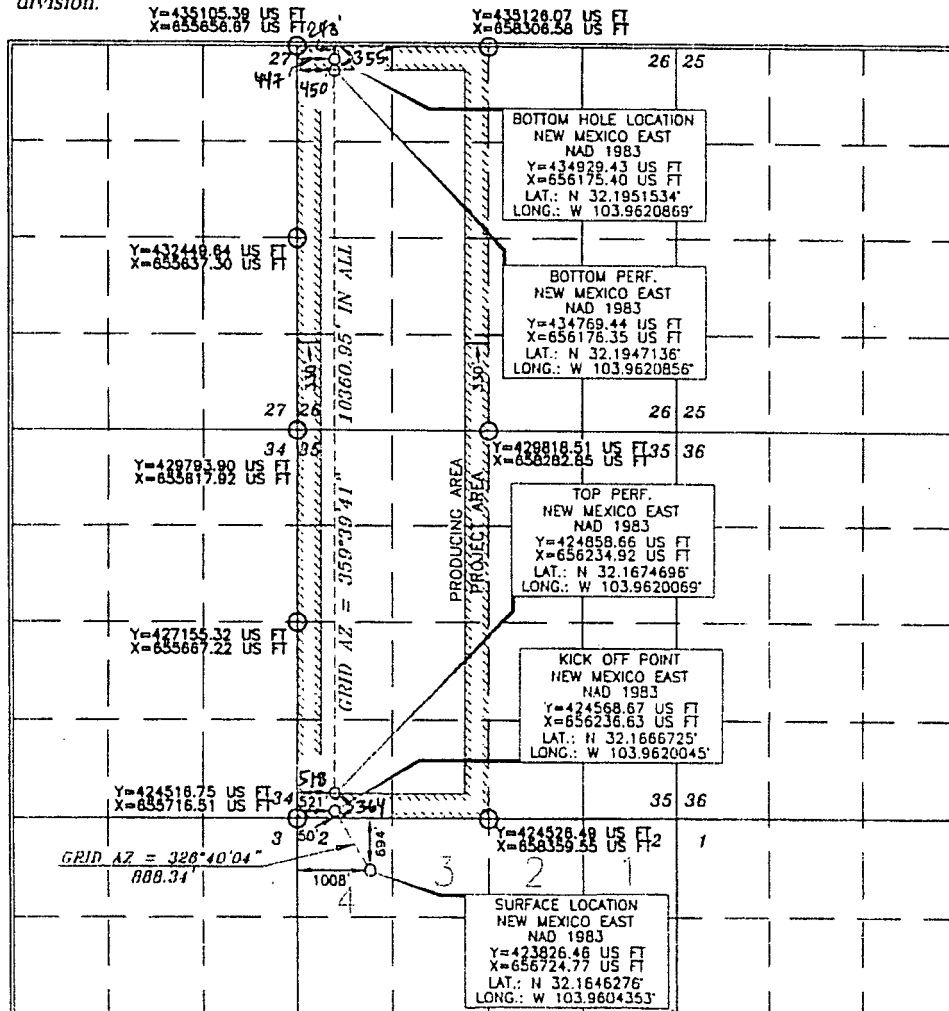 division.
Y=435105.39 US FT
X=655656.67 US FT
Y=435126.07 US FT
X=658306.58 US FT
27
355
26 25
447
450
BOTTOM HOLE LOCATION
NEW MEXICO EAST
NAD 1983
Y=434929.43 US FT
X=656175.40 US FT
LAT.: N 32.1951534°
LONG.: W 103.9620869°
Y=432449.64 US FT
X=655637.30 US FT
BOTTOM PERF.
NEW MEXICO EAST
NAD 1983
Y=434769.44 US FT
X=656176.35 US FT
LAT.: N 32.1947136°
LONG.: W 103.9620856°
330'
330'
GRID AZ = 359°39'41" 10360.95' IN ALL
27 26
26 25
34 35
35 36
Y=429793.90 US FT
X=655617.92 US FT
Y=429818.51 US FT
X=658282.85 US FT
PRODUCING AREA
PROJECT AREA
TOP PERF.
NEW MEXICO EAST
NAD 1983
Y=424858.66 US FT
X=656234.92 US FT
LAT.: N 32.1674696°
LONG.: W 103.9620069°
Y=427155.32 US FT
X=655667.22 US FT
KICK OFF POINT
NEW MEXICO EAST
NAD 1983
Y=424568.67 US FT
X=656236.63 US FT
LAT.: N 32.1666725°
LONG.: W 103.9620045°
518
Y=424516.75 US FT
X=655716.51 US FT
34
521'
364
35 36
3
50'
2
Y=424526.49 US FT
X=658359.55 US FT
2 1
GRID AZ = 326°40'04"
888.34'
694'
1008'
4
3
2
1
SURFACE LOCATION
NEW MEXICO EAST
NAD 1983
Y=423826.46 US FT
X=656724.77 US FT
LAT.: N 32.1646276°
LONG.: W 103.9604353°